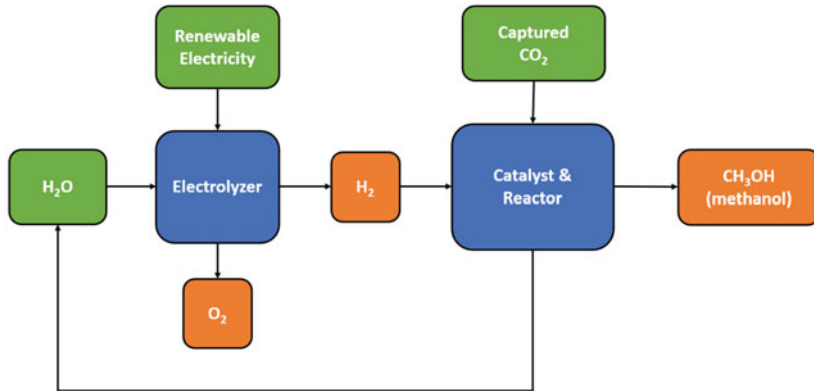 Renewable
Electricity
Captured
CO₂
H₂O
Electrolyzer
H₂
Catalyst &
Reactor
CH₃OH
(methanol)
O₂